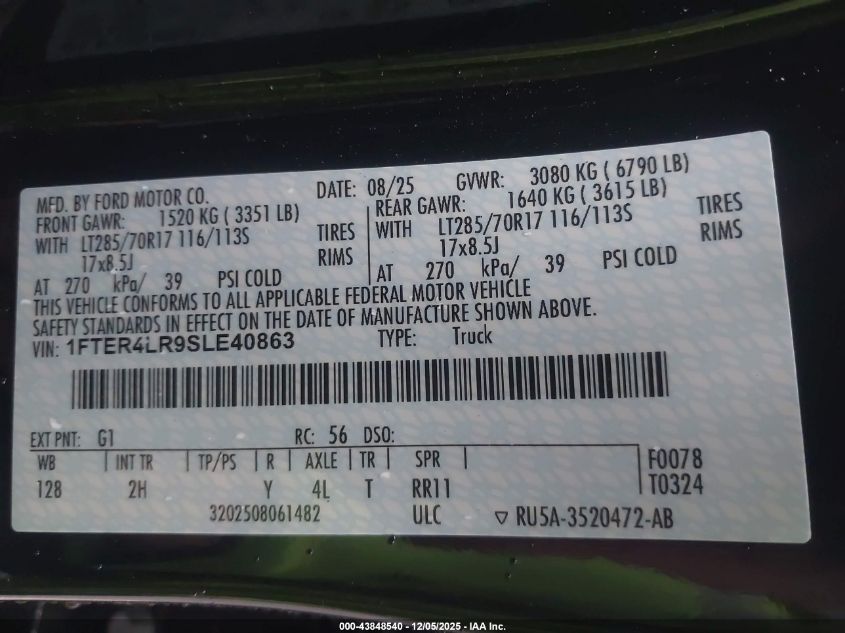 MFD. BY FORD MOTOR CO. DATE: 08/25 GVWR: 3080 KG ( 6790 LB)
FRONT GAWR: 1520 KG ( 3351 LB) REAR GAWR: 1640 KG ( 3615 LB)
WITH LT285/70R17 116/113S TIRES WITH LT285/70R17 116/113S TIRES
17x8.5J RIMS 17x8.5J RIMS
AT 270 kPa/ 39 PSI COLD AT 270 kPa/ 39 PSI COLD
THIS VEHICLE CONFORMS TO ALL APPLICABLE FEDERAL MOTOR VEHICLE
SAFETY STANDARDS IN EFFECT ON THE DATE OF MANUFACTURE SHOWN ABOVE.
VIN: 1FTER4LR9SLE40863 TYPE: Truck
EXT PNT: G1 RC: 56 DSO:
WB INT TR TP/PS R AXLE TR SPR F0078
128 2H Y 4L T RR11 T0324
3202508061482 ULC RU5A-3520472-AB
000-43848540 - 12/05/2025 - IAA Inc.